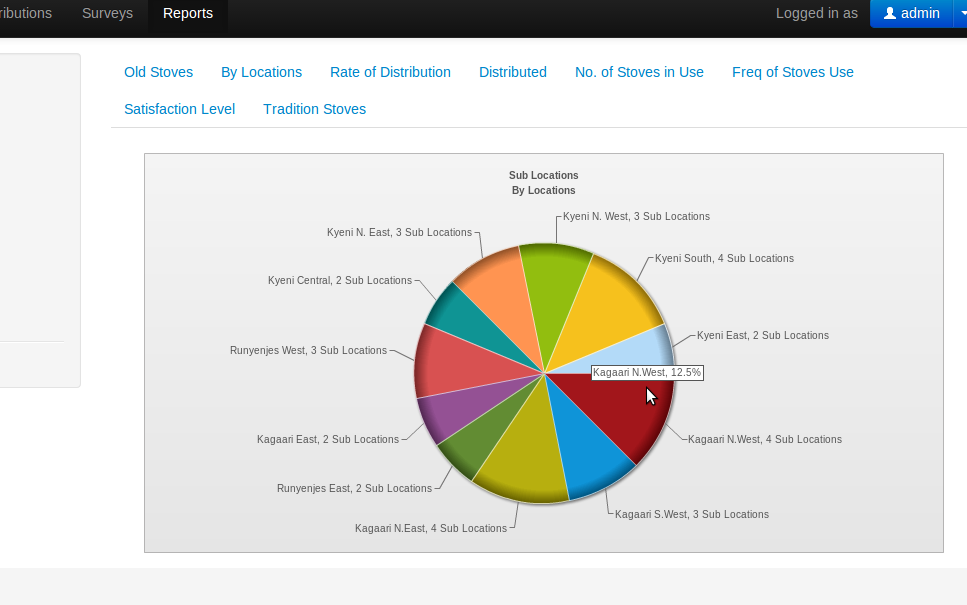 ributions Surveys Reports Logged in as admin
Old Stoves By Locations Rate of Distribution Distributed No. of Stoves in Use Freq of Stoves Use
Satisfaction Level Tradition Stoves
Sub Locations
By Locations
Kyeni N. West, 3 Sub Locations
Kyeni N. East, 3 Sub Locations
Kyeni South, 4 Sub Locations
Kyeni Central, 2 Sub Locations
Kyeni East, 2 Sub Locations
Runyenjes West, 3 Sub Locations
Kagaari N.West, 12.5%
Kagaari East, 2 Sub Locations
Kagaari N.West, 4 Sub Locations
Runyenjes East, 2 Sub Locations
Kagaari S.West, 3 Sub Locations
Kagaari N.East, 4 Sub Locations